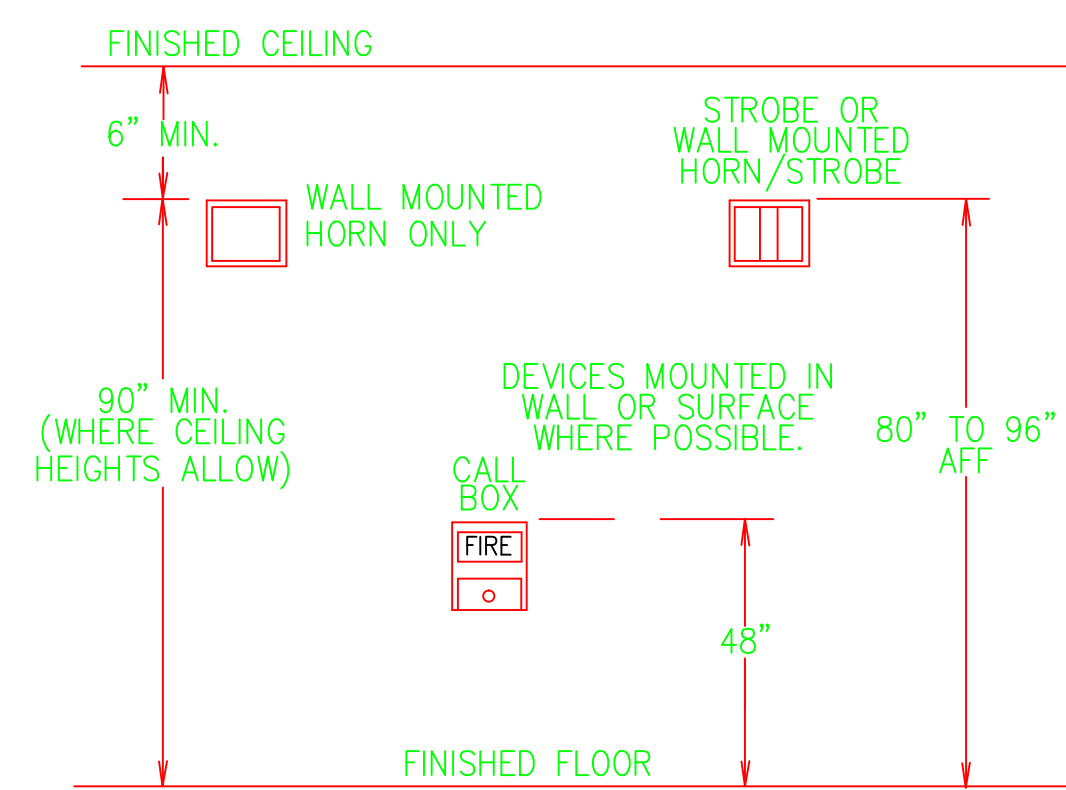 FINISHED CEILING
6” MIN.
STROBE OR
WALL MOUNTED
HORN/STROBE
WALL MOUNTED
HORN ONLY
90” MIN.
(WHERE CEILING
HEIGHTS ALLOW)
DEVICES MOUNTED IN
WALL OR SURFACE
WHERE POSSIBLE.
80” TO 96”
AFF
CALL
BOX
FIRE
48”
FINISHED FLOOR